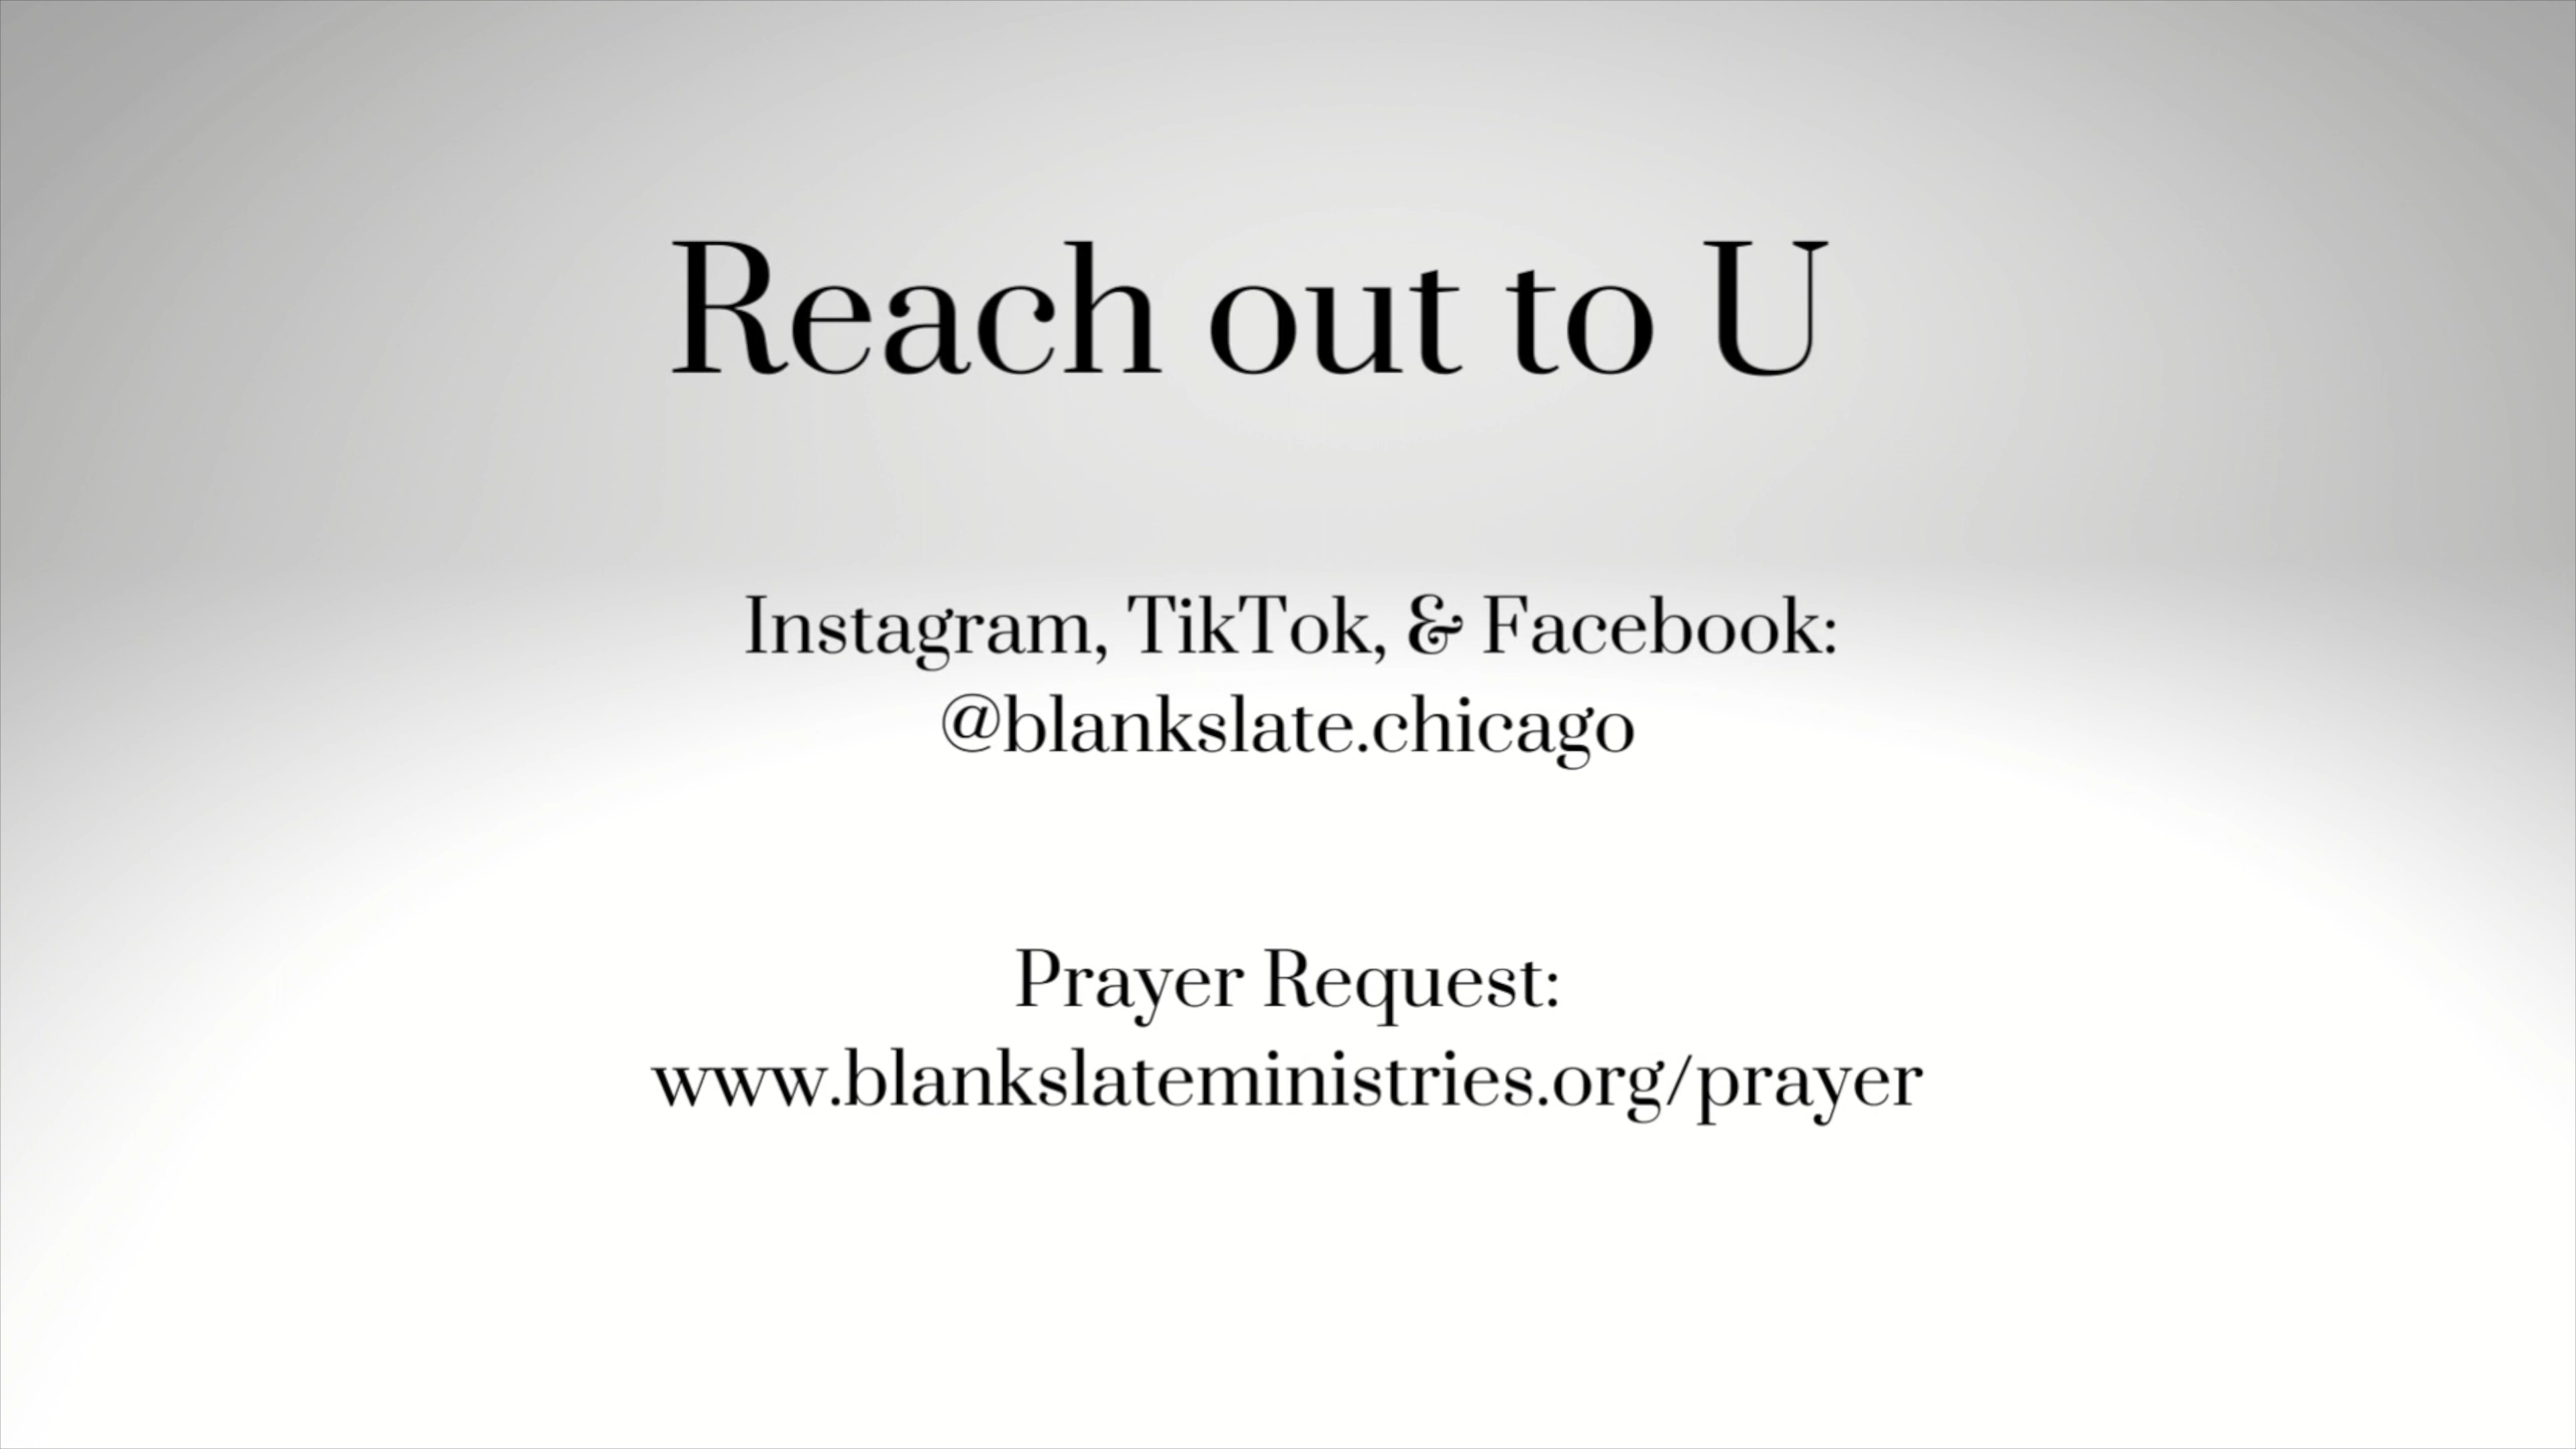 Reach out to U
Instagram, TikTok, & Facebook:
@blankslate.chicago
Prayer Request:
www.blankslateministries.org/prayer